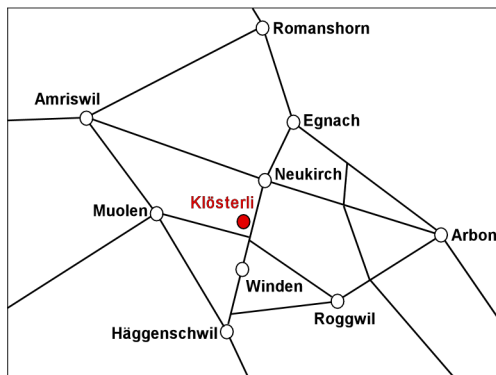 Romanshorn
Amriswil
Egnach
Neukirch
Klösterli
Muolen
Arbon
Winden
Roggwil
Häggenschwil